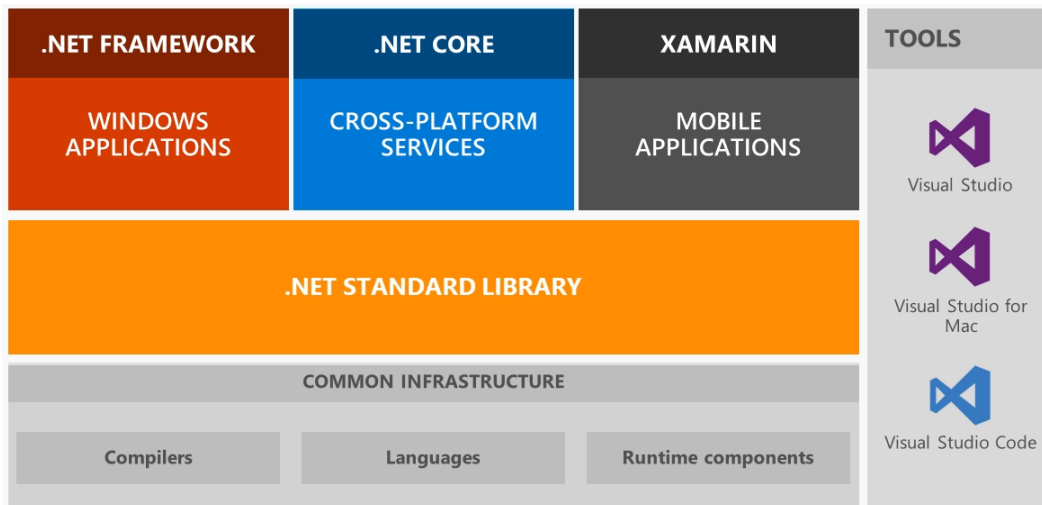 .NET FRAMEWORK
WINDOWS
APPLICATIONS
.NET CORE
CROSS-PLATFORM
SERVICES
XAMARIN
MOBILE
APPLICATIONS
.NET STANDARD LIBRARY
COMMON INFRASTRUCTURE
Compilers
Languages
Runtime components
TOOLS
Visual Studio
Visual Studio for
Mac
Visual Studio Code